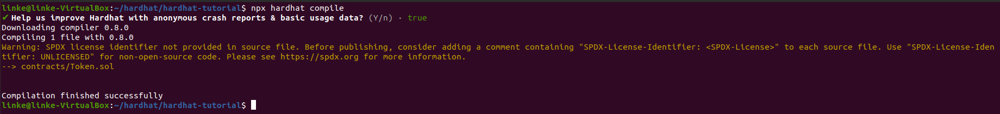 linke@linke-VirtualBox:~/hardhat/hardhat-tutorial$ npx hardhat compile
✔ Help us improve Hardhat with anonymous crash reports & basic usage data? (Y/n) · true
Downloading compiler 0.8.0
Compiling 1 file with 0.8.0
Warning: SPDX license identifier not provided in source file. Before publishing, consider adding a comment containing "SPDX-License-Identifier: <SPDX-License>" to each source file. Use "SPDX-License-Iden
tifier: UNLICENSED" for non-open-source code. Please see https://spdx.org for more information.
--> contracts/Token.sol
Compilation finished successfully
linke@linke-VirtualBox:~/hardhat/hardhat-tutorial$